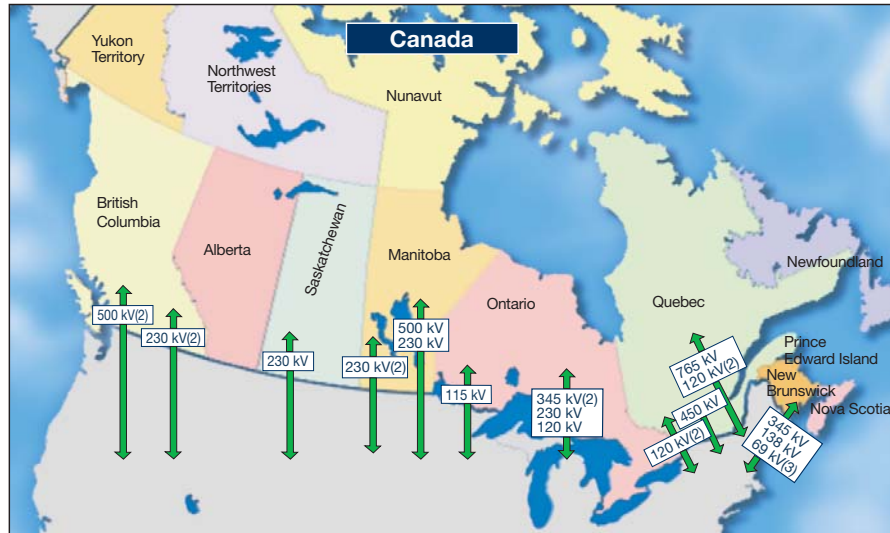 Canada
Yukon
Territory
Northwest
Territories
Nunavut
British
Columbia
Alberta
Saskatchewan
Manitoba
Ontario
Quebec
Newfoundland
Prince
Edward Island
New
Brunswick
Nova Scotia
500 kV(2)
230 kV(2)
230 kV
230 kV(2)
500 kV
230 kV
115 kV
345 kV(2)
230 kV
120 kV
765 kV
120 kV(2)
450 kV
120 kV(2)
345 kV
138 kV
69 kV(3)